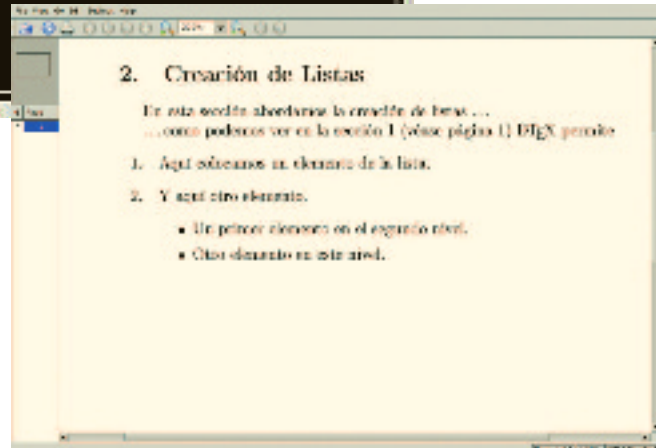 2. Creación de Listas
En esta sección abordamos la creación de listas ...
...como podemos ver en la sección 1 (véase página 1) LATEX permite
1. Aquí colocamos un elemento de la lista.
2. Y aquí otro elemento.
• Un primer elemento en el segundo nivel.
• Otro elemento en este nivel.